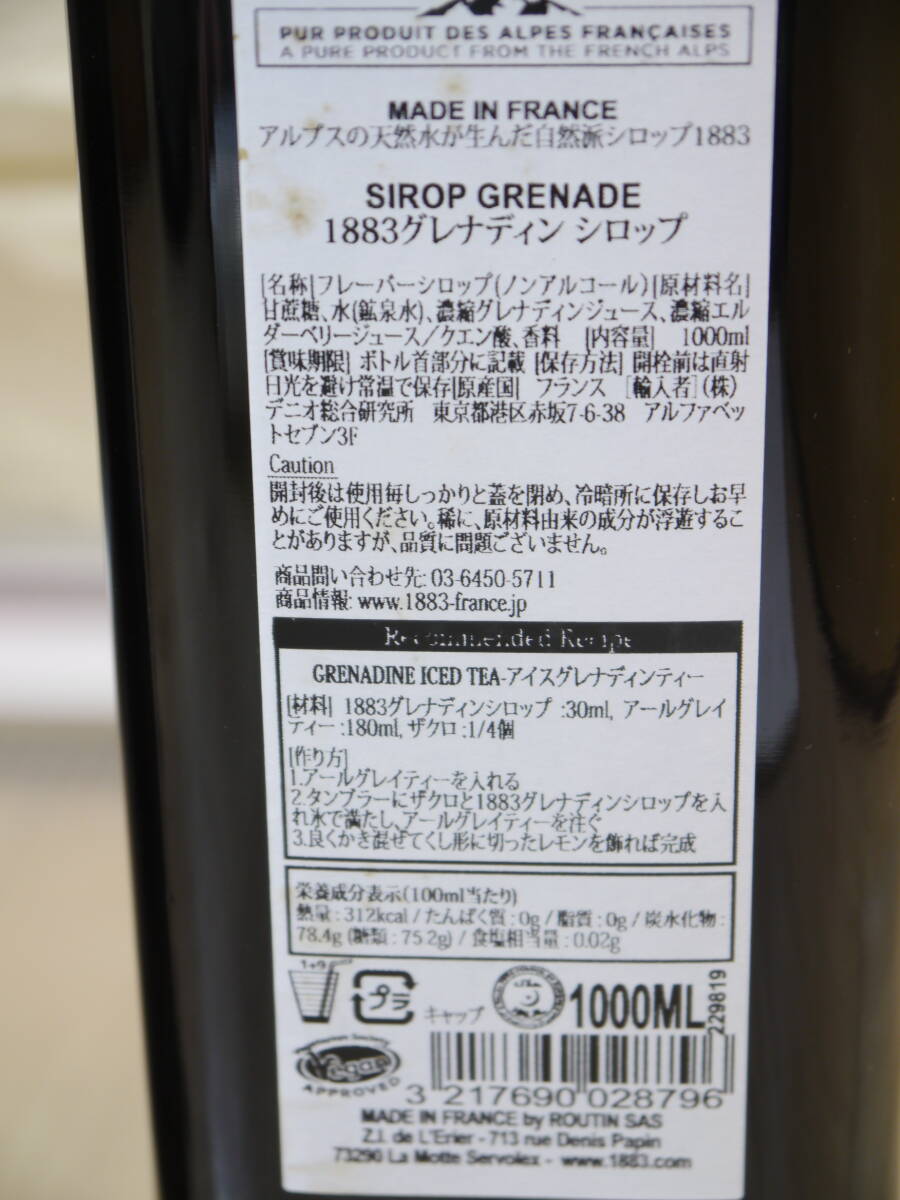 PUR PRODUIT DES ALPES FRANÇAISES
A PURE PRODUCT FROM THE FRENCH ALPS
MADE IN FRANCE
アルプスの天然水が生んだ自然派シロップ1883
SIROP GRENADE
1883グレナディン シロップ
[名称]フレーバーシロップ(ノンアルコール)[原材料名]
甘蔗糖、水(鉱泉水)、濃縮グレナディンジュース、濃縮エル
ダーベリージュース/クエン酸、香料 [内容量] 1000ml
[賞味期限] ボトル首部分に記載 [保存方法] 開栓前は直射
日光を避け常温で保存[原産国] フランス [輸入者](株)
デニオ総合研究所 東京都港区赤坂7-6-38 アルファベッ
トセブン3F
Caution
開封後は使用毎しっかりと蓋を閉め、冷暗所に保存しお早
めにご使用ください。稀に、原材料由来の成分が浮遊するこ
とがありますが、品質に問題ございません。
商品問い合わせ先: 03-6450-5711
商品情報: www.1883-france.jp
Recommended Recipe
GRENADINE ICED TEA-アイスグレナディンティー
[材料] 1883グレナディンシロップ :30ml, アールグレイ
ティー :180ml, ザクロ :1/4個
[作り方]
1.アールグレイティーを入れる
2.タンブラーにザクロと1883グレナディンシロップを入
れ氷で満たし、アールグレイティーを注ぐ
3.良くかき混ぜてくし形に切ったレモンを飾れば完成
栄養成分表示(100ml当たり)
熱量 : 312kcal / たんぱく質 : 0g / 脂質 : 0g / 炭水化物 :
78.4g (糖類 : 75.2g) / 食塩相当量 : 0.02g
1+9
プラ
キャップ
1000ML
229819
Vegan
APPROVED
3 217690 028796
MADE IN FRANCE by ROUTIN SAS
Z.I. de L'Erier - 713 rue Denis Papin
73290 La Motte Servolex - www.1883.com